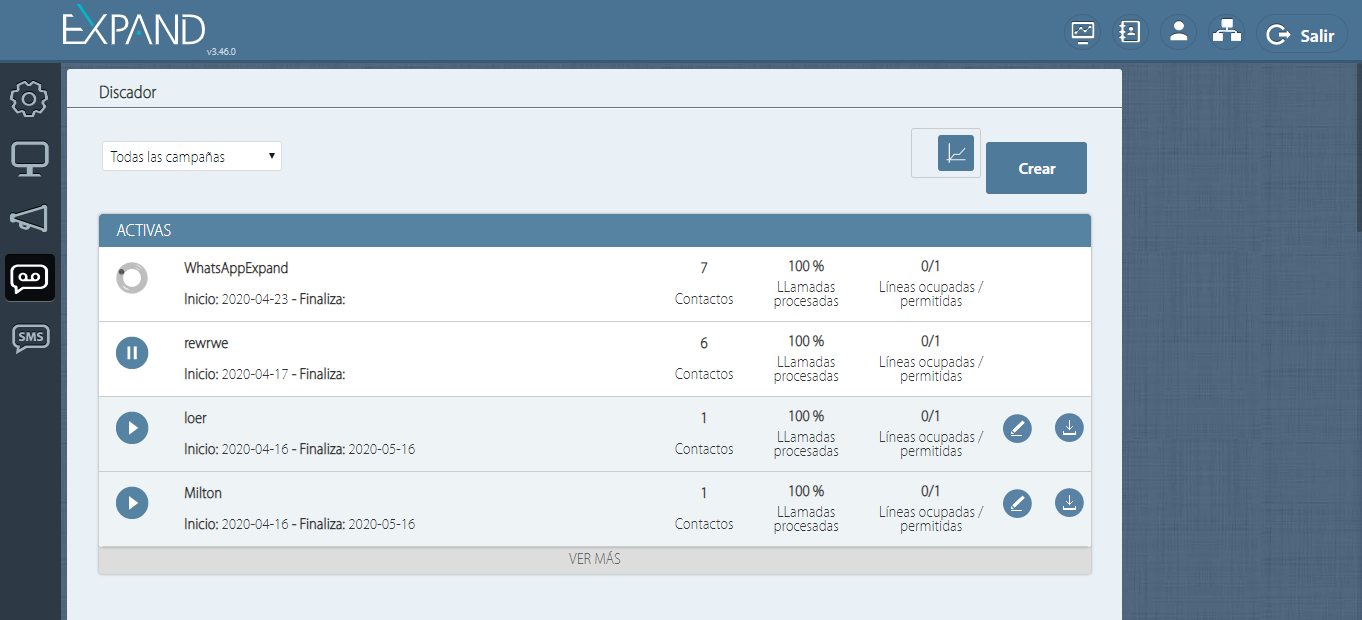 EXPAND
v3.46.0
Salir
Discador
Todas las campañas
Crear
ACTIVAS
WhatsAppExpand
7
100 %
0/1
Inicio: 2020-04-23 - Finaliza:
Contactos
LLamadas
procesadas
Líneas ocupadas /
permitidas
rewrwe
6
100 %
0/1
Inicio: 2020-04-17 - Finaliza:
Contactos
LLamadas
procesadas
Líneas ocupadas /
permitidas
SMS
loer
1
100 %
0/1
Inicio: 2020-04-16 - Finaliza: 2020-05-16
Contactos
LLamadas
procesadas
Líneas ocupadas /
permitidas
Milton
1
100 %
0/1
Inicio: 2020-04-16 - Finaliza: 2020-05-16
Contactos
LLamadas
procesadas
Líneas ocupadas /
permitidas
VER MÁS